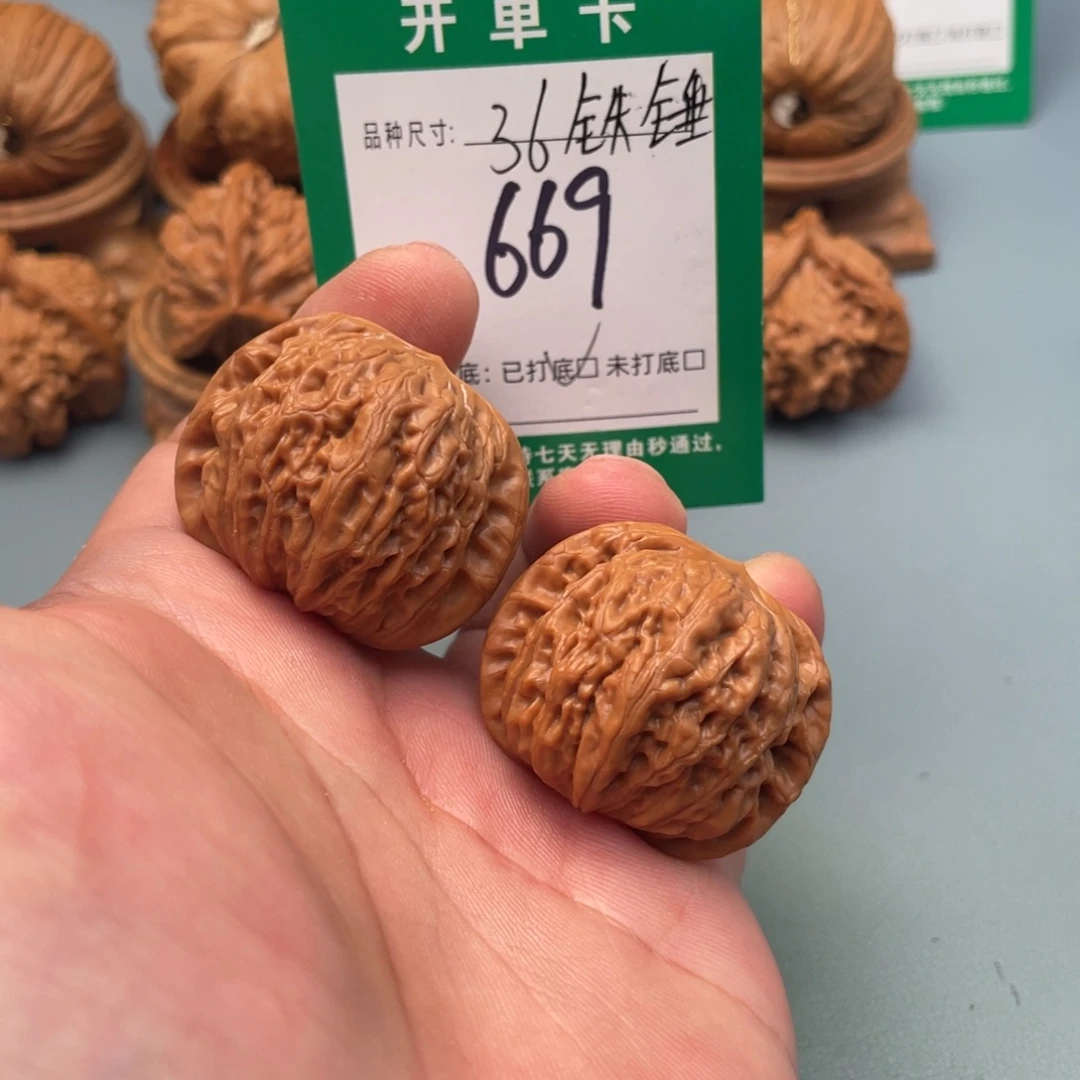 开单卡
品种尺寸: 36铁锤
669
底: 已打底☑ 未打底□
持七天无理由秒通过,